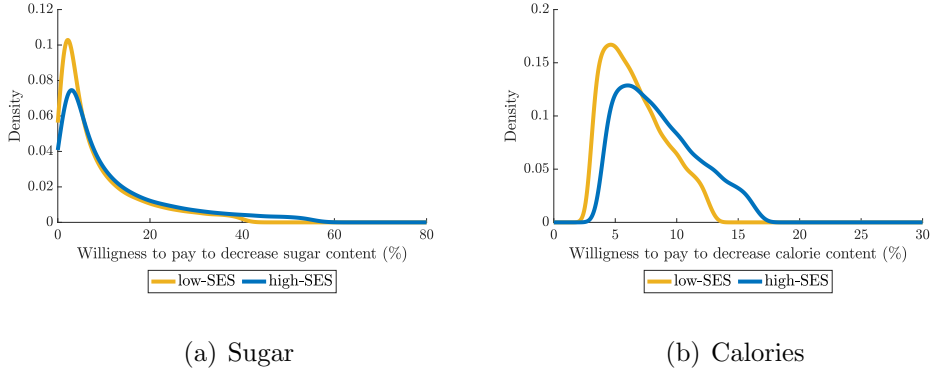 0.12
0.1
0.08
0.06
0.04
0.02
0
Density
0 20 40 60 80
Willigness to pay to decrease sugar content (%)
low-SES high-SES
(a) Sugar
0.2
0.15
0.1
0.05
0
Density
0 5 10 15 20 25 30
Willigness to pay to decrease calorie content (%)
low-SES high-SES
(b) Calories